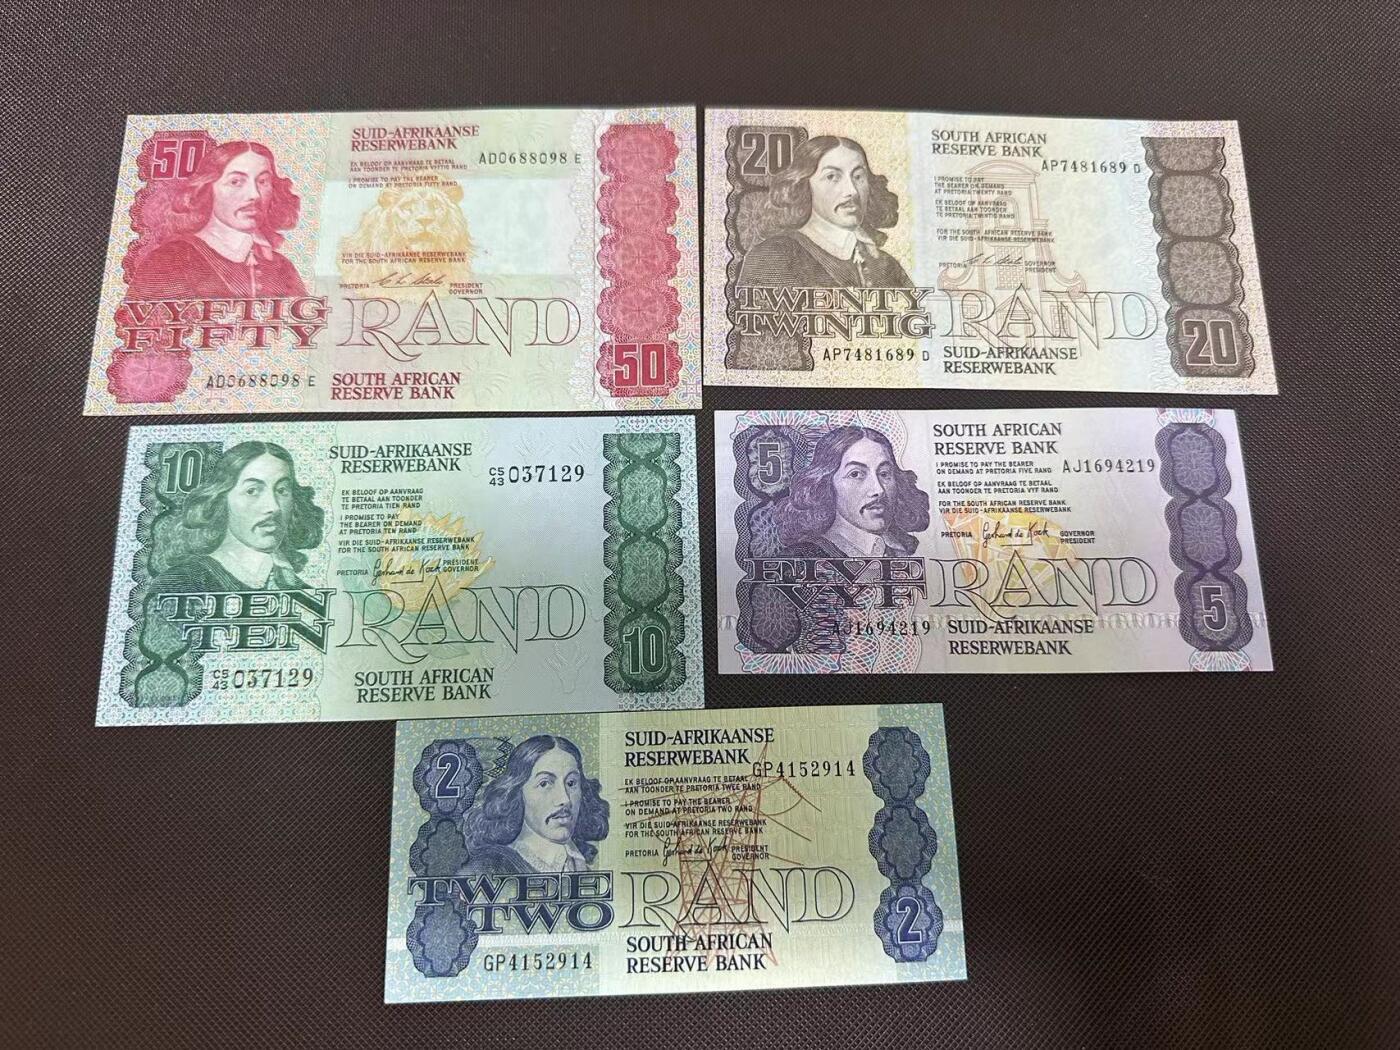 50
SUID-AFRIKAANSE
RESERWEBANK
AD0688098 E
EK BELOOF OP AANVRAAG TE BETAAL
AAN TOONDER TE PRETORIA VYFTIG RAND
I PROMISE TO PAY THE BEARER
ON DEMAND AT PRETORIA FIFTY RAND
VIR DIE SUID-AFRIKAANSE RESERWEBANK
FOR THE SOUTH AFRICAN RESERVE BANK
PRETORIA
PRESIDENT
GOVERNOR
VYFTIG
FIFTY
RAND
AD0688098 E
SOUTH AFRICAN
RESERVE BANK
50
20
SOUTH AFRICAN
RESERVE BANK
AP7481689 D
I PROMISE TO PAY
THE BEARER ON DEMAND
AT PRETORIA TWENTY RAND
EK BELOOF OP AANVRAAG
TE BETAAL AAN TOONDER
TE PRETORIA TWINTIG RAND
FOR THE SOUTH AFRICAN RESERVE BANK
VIR DIE SUID-AFRIKAANSE RESERWEBANK
PRETORIA
GOVERNOR
PRESIDENT
TWENTY
TWINTIG
RAND
AP7481689 D
SUID-AFRIKAANSE
RESERWEBANK
20
10
SUID-AFRIKAANSE
RESERWEBANK
C5
43 037129
EK BELOOF OP AANVRAAG
TE BETAAL AAN TOONDER
TE PRETORIA TIEN RAND
I PROMISE TO PAY
THE BEARER ON DEMAND
AT PRETORIA TEN RAND
VIR DIE SUID-AFRIKAANSE RESERWEBANK
FOR THE SOUTH AFRICAN RESERVE BANK
PRETORIA Gerhard de Kock PRESIDENT
GOVERNOR
TIEN
TEN
RAND
C5
43 037129
SOUTH AFRICAN
RESERVE BANK
10
5
SOUTH AFRICAN
RESERVE BANK
I PROMISE TO PAY THE BEARER
ON DEMAND AT PRETORIA FIVE RAND
AJ1694219
EK BELOOF OP AANVRAAG TE BETAAL
AAN TOONDER TE PRETORIA VYF RAND
FOR THE SOUTH AFRICAN RESERVE BANK
VIR DIE SUID-AFRIKAANSE RESERWEBANK
PRETORIA Gerhard de Kock GOVERNOR
PRESIDENT
FIVE
VYF
RAND
AJ1694219
SUID-AFRIKAANSE
RESERWEBANK
5
2
SUID-AFRIKAANSE
RESERWEBANK
GP4152914
EK BELOOF OP AANVRAAG TE BETAAL
AAN TOONDER TE PRETORIA TWEE RAND
I PROMISE TO PAY THE BEARER
ON DEMAND AT PRETORIA TWO RAND
VIR DIE SUID-AFRIKAANSE RESERWEBANK
FOR THE SOUTH AFRICAN RESERVE BANK
PRETORIA Gerhard de Kock PRESIDENT
GOVERNOR
TWEE
TWO
RAND
GP4152914
SOUTH AFRICAN
RESERVE BANK
2